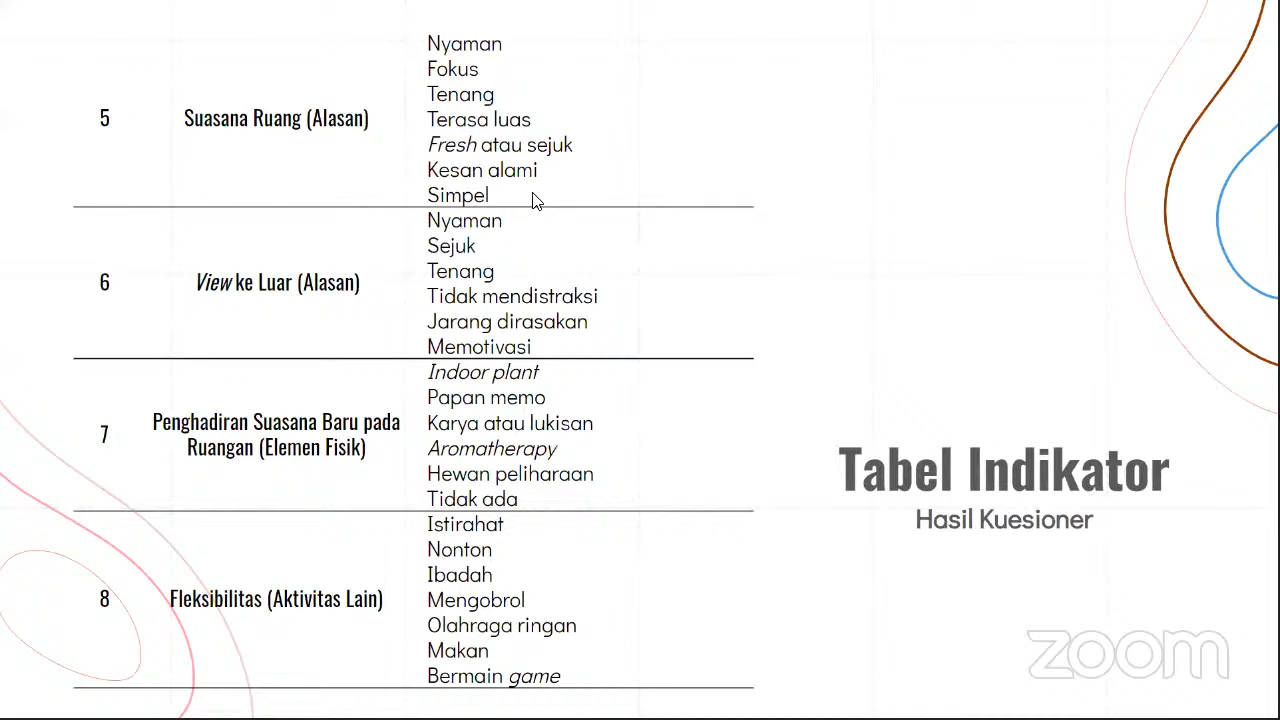 5
Suasana Ruang (Alasan)
Nyaman
Fokus
Tenang
Terasa luas
Fresh atau sejuk
Kesan alami
Simpel
6
View ke Luar (Alasan)
Nyaman
Sejuk
Tenang
Tidak mendistraksi
Jarang dirasakan
Memotivasi
7
Penghadiran Suasana Baru pada
Ruangan (Elemen Fisik)
Indoor plant
Papan memo
Karya atau lukisan
Aromatherapy
Hewan peliharaan
Tidak ada
8
Fleksibilitas (Aktivitas Lain)
Istirahat
Nonton
Ibadah
Mengobrol
Olahraga ringan
Makan
Bermain game
Tabel Indikator
Hasil Kuesioner
zoom